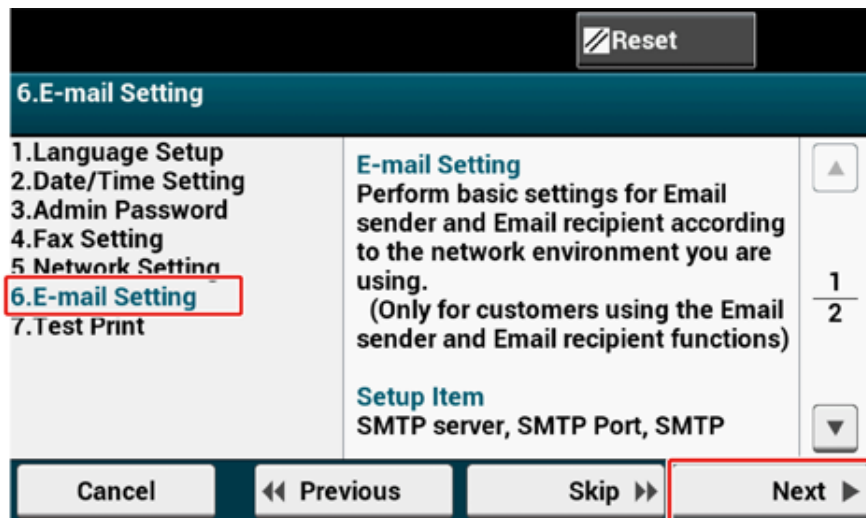 Reset
6.E-mail Setting
1.Language Setup
2.Date/Time Setting
3.Admin Password
4.Fax Setting
5.Network Setting
6.E-mail Setting
7.Test Print
E-mail Setting
Perform basic settings for Email
sender and Email recipient according
to the network environment you are
using.
(Only for customers using the Email
sender and Email recipient functions)
Setup Item
SMTP server, SMTP Port, SMTP
1
2
Cancel
Previous
Skip
Next